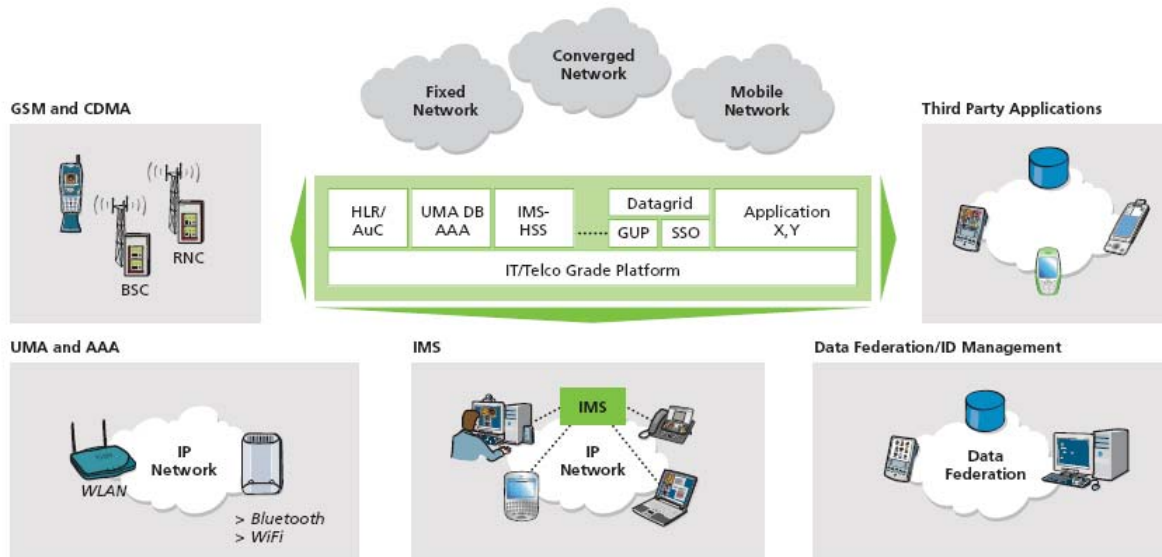 Converged
Network
Fixed
Network
Mobile
Network
GSM and CDMA
RNC
BSC
Third Party Applications
HLR/
AuC
UMA DB
AAA
IMS-
HSS
......
Datagrid
GUP
SSO
Application
X,Y
IT/Telco Grade Platform
UMA and AAA
IP
Network
WLAN
> Bluetooth
> WiFi
IMS
IMS
IP
Network
Data Federation/ID Management
Data
Federation